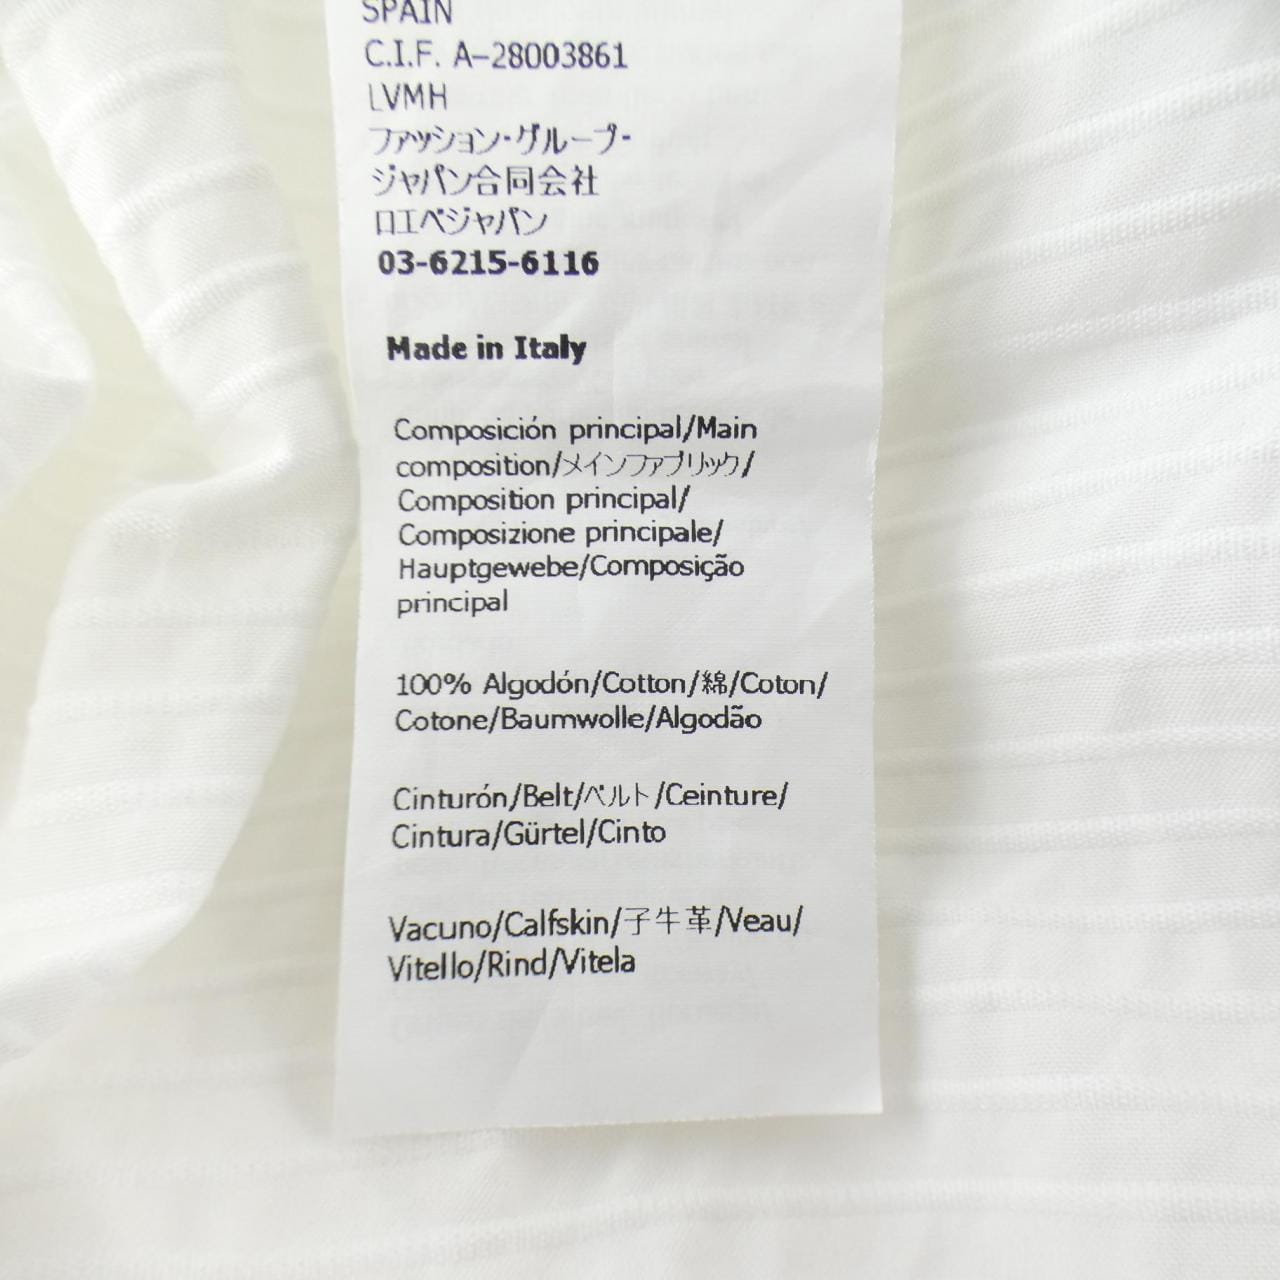 SPAIN
C.I.F. A-28003861
LVMH
ファッション・グループ・
ジャパン合同会社
ロエベジャパン
03-6215-6116
Made in Italy
Composición principal/Main
composition/メインファブリック/
Composition principal/
Composizione principale/
Hauptgewebe/Composição
principal
100% Algodón/Cotton/綿/Coton/
Cotone/Baumwolle/Algodão
Cinturón/Belt/ベルト/Ceinture/
Cintura/Gürtel/Cinto
Vacuno/Calfskin/子牛革/Veau/
Vitello/Rind/Vitela